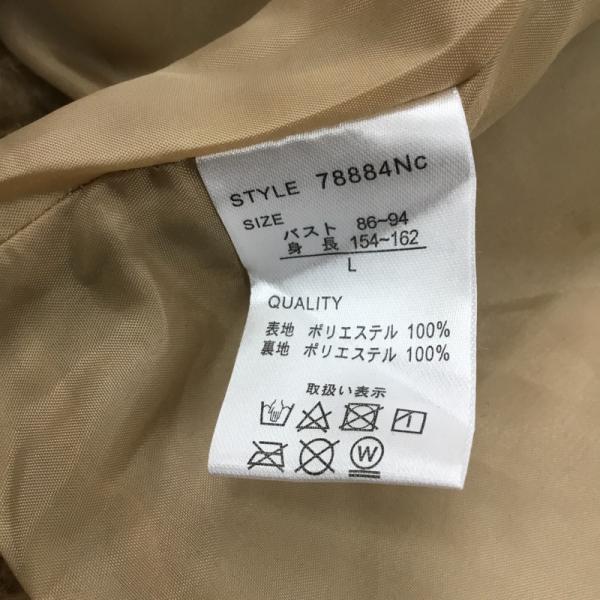 STYLE 78884Nc
SIZE
バスト 86~94
身長 154~162
L
QUALITY
表地 ポリエステル 100%
裏地 ポリエステル 100%
取扱い表示
W